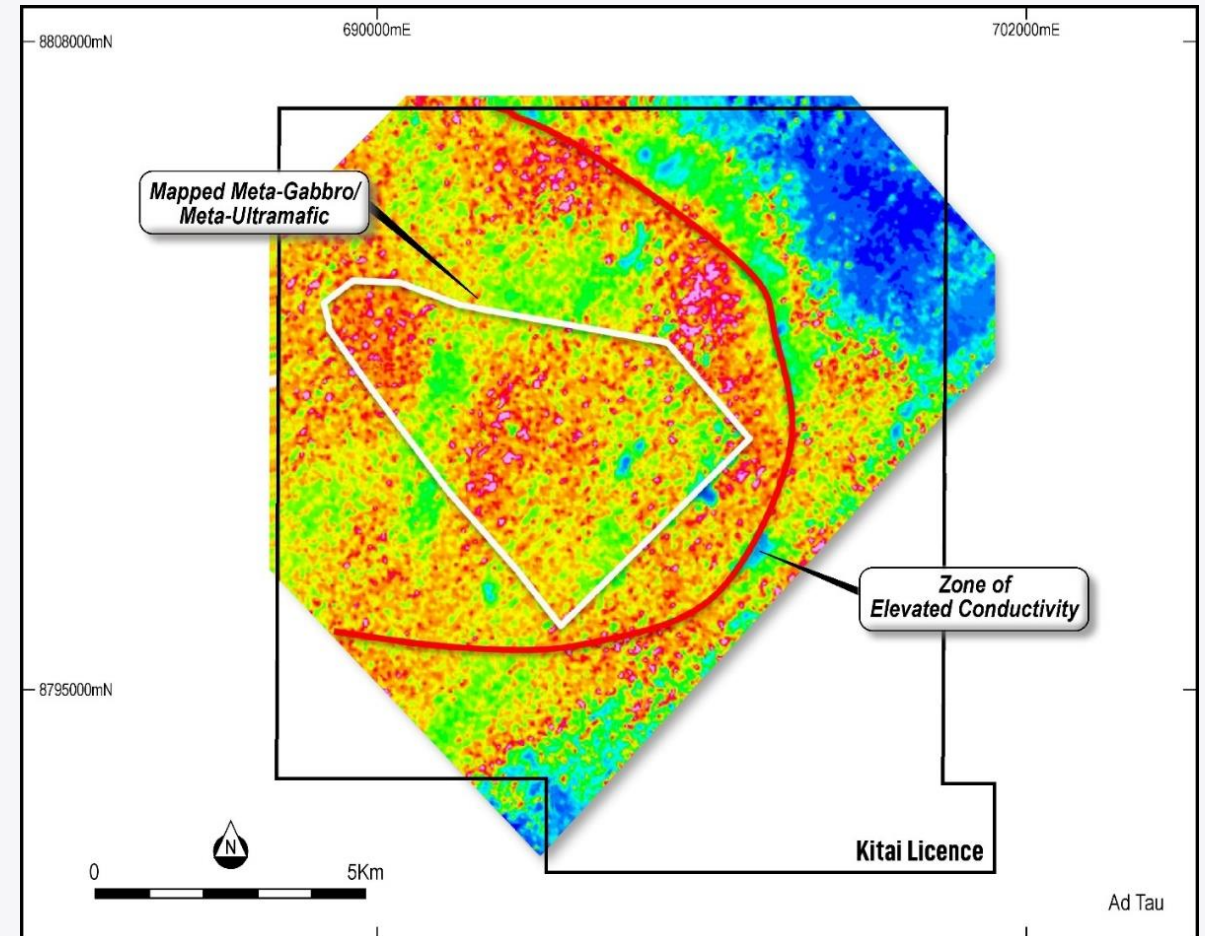 690000mE
702000mE
8808000mN
Mapped Meta-Gabbro/
Meta-Ultramafic
Zone of
Elevated Conductivity
8795000mN
N
Kitai Licence
0
5Km
Ad Tau